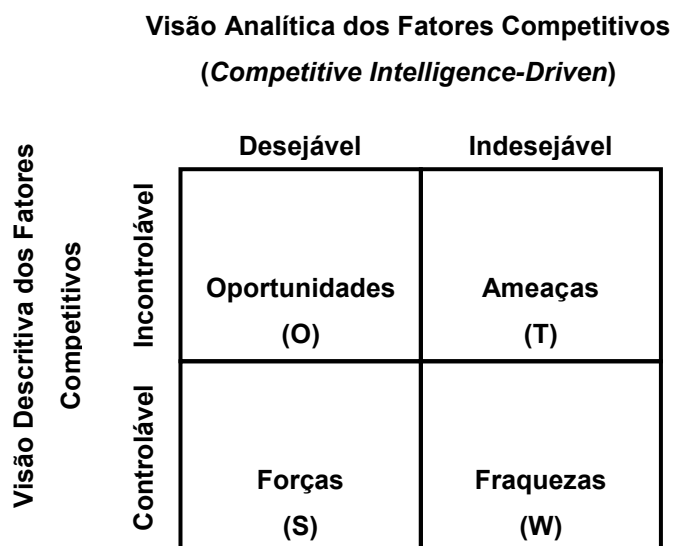 Visão Analítica dos Fatores Competitivos
(Competitive Intelligence-Driven)
Desejável
Indesejável
Visão Descritiva dos Fatores
Competitivos
Incontrolável
Oportunidades
(O)
Ameaças
(T)
Controlável
Forças
(S)
Fraquezas
(W)